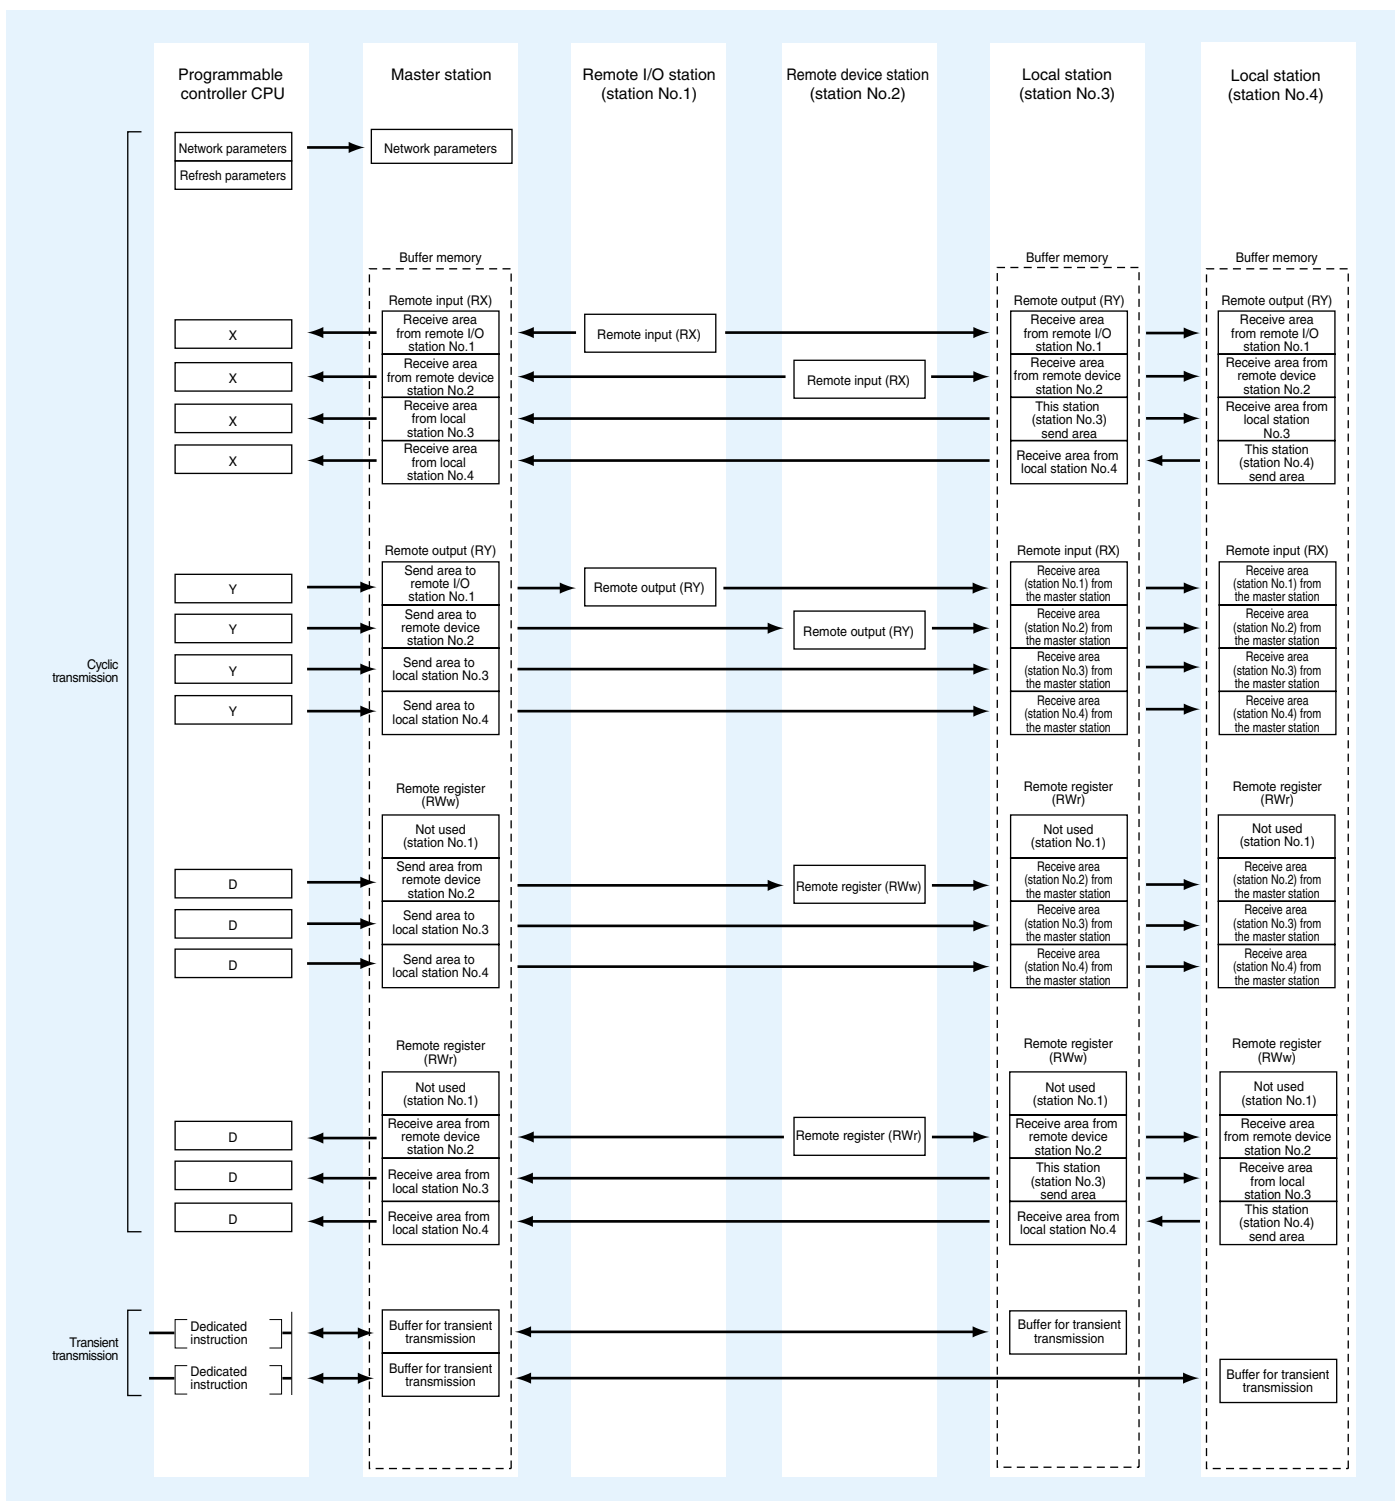 Programmable
controller CPU
Master station
Remote I/O station
(station No.1)
Remote device station
(station No.2)
Local station
(station No.3)
Local station
(station No.4)
Cyclic
transmission
Network parameters
Refresh parameters
Network parameters
Buffer memory
Buffer memory
Buffer memory
Remote input (RX)
Remote output (RY)
Remote output (RY)
X
Receive area
from remote I/O
station No.1
Remote input (RX)
Receive area
from remote I/O
station No.1
Receive area
from remote I/O
station No.1
X
Receive area
from remote device
station No.2
Remote input (RX)
Receive area
from remote device
station No.2
Receive area from
remote device
station No.2
X
Receive area
from local
station No.3
This station
(station No.3)
send area
Receive area from
local station
No.3
X
Receive area
from local
station No.4
Receive area from
local station No.4
This station
(station No.4)
send area
Remote output (RY)
Remote input (RX)
Remote input (RX)
Y
Send area to
remote I/O
station No.1
Remote output (RY)
Receive area
(station No.1) from
the master station
Receive area
(station No.1) from
the master station
Y
Send area to
remote device
station No.2
Remote output (RY)
Receive area
(station No.2) from
the master station
Receive area
(station No.2) from
the master station
Y
Send area to
local station No.3
Receive area
(station No.3) from
the master station
Receive area
(station No.3) from
the master station
Y
Send area to
local station No.4
Receive area
(station No.4) from
the master station
Receive area
(station No.4) from
the master station
Remote register
(RWw)
Remote register
(RWr)
Remote register
(RWr)
Not used
(station No.1)
Not used
(station No.1)
Not used
(station No.1)
D
Send area from
remote device
station No.2
Remote register (RWw)
Receive area
(station No.2) from
the master station
Receive area
(station No.2) from
the master station
D
Send area to
local station No.3
Receive area
(station No.3) from
the master station
Receive area
(station No.3) from
the master station
D
Send area to
local station No.4
Receive area
(station No.4) from
the master station
Receive area
(station No.4) from
the master station
Remote register
(RWr)
Remote register
(RWw)
Remote register
(RWw)
Not used
(station No.1)
Not used
(station No.1)
Not used
(station No.1)
D
Receive area from
remote device
station No.2
Remote register (RWr)
Receive area from
remote device
station No.2
Receive area
from remote device
station No.2
D
Receive area from
local station No.3
This station
(station No.3)
send area
Receive area
from local
station No.3
D
Receive area from
local station No.4
Receive area from
local station No.4
This station
(station No.4)
send area
Transient
transmission
Dedicated
instruction
Buffer for transient
transmission
Buffer for transient
transmission
Dedicated
instruction
Buffer for transient
transmission
Buffer for transient
transmission